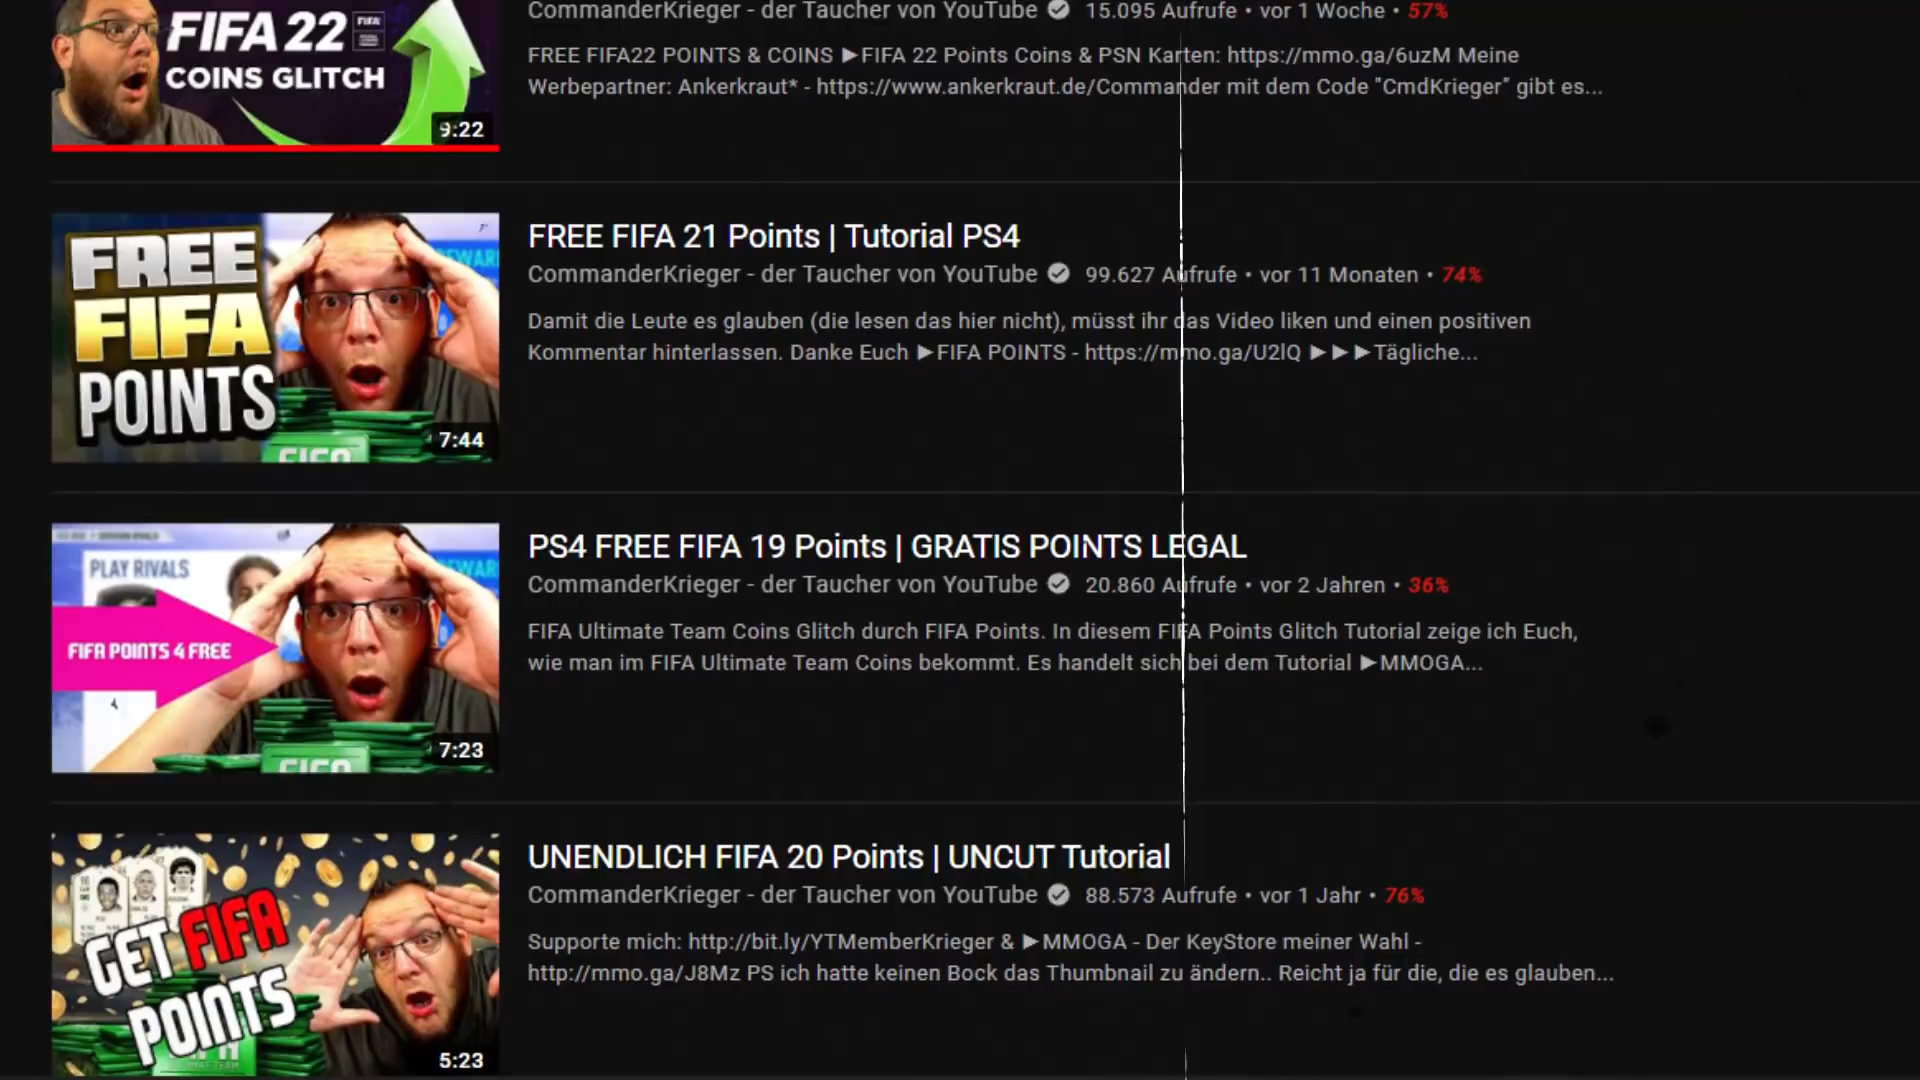 FIFA 22
COINS GLITCH
9:22
CommanderKrieger - der Taucher von YouTube 15.095 Aufrufe • vor 1 Woche • 57%
FREE FIFA22 POINTS & COINS ►FIFA 22 Points Coins & PSN Karten: https://mmo.ga/6uzM Meine
Werbepartner: Ankerkraut* - https://www.ankerkraut.de/Commander mit dem Code "CmdKrieger" gibt es...
FREE
FIFA
POINTS
7:44
FREE FIFA 21 Points | Tutorial PS4
CommanderKrieger - der Taucher von YouTube 99.627 Aufrufe • vor 11 Monaten • 74%
Damit die Leute es glauben (die lesen das hier nicht), müsst ihr das Video liken und einen positiven
Kommentar hinterlassen. Danke Euch ►FIFA POINTS - https://mmo.ga/U2lQ ►►►Tägliche...
PLAY RIVALS
FIFA POINTS 4 FREE
7:23
PS4 FREE FIFA 19 Points | GRATIS POINTS LEGAL
CommanderKrieger - der Taucher von YouTube 20.860 Aufrufe • vor 2 Jahren • 36%
FIFA Ultimate Team Coins Glitch durch FIFA Points. In diesem FIFA Points Glitch Tutorial zeige ich Euch,
wie man im FIFA Ultimate Team Coins bekommt. Es handelt sich bei dem Tutorial ►MMOGA...
GET FIFA
POINTS
5:23
UNENDLICH FIFA 20 Points | UNCUT Tutorial
CommanderKrieger - der Taucher von YouTube 88.573 Aufrufe • vor 1 Jahr • 76%
Supporte mich: http://bit.ly/YTMemberKrieger & ►MMOGA - Der KeyStore meiner Wahl -
http://mmo.ga/J8Mz PS ich hatte keinen Bock das Thumbnail zu ändern.. Reicht ja für die, die es glauben...